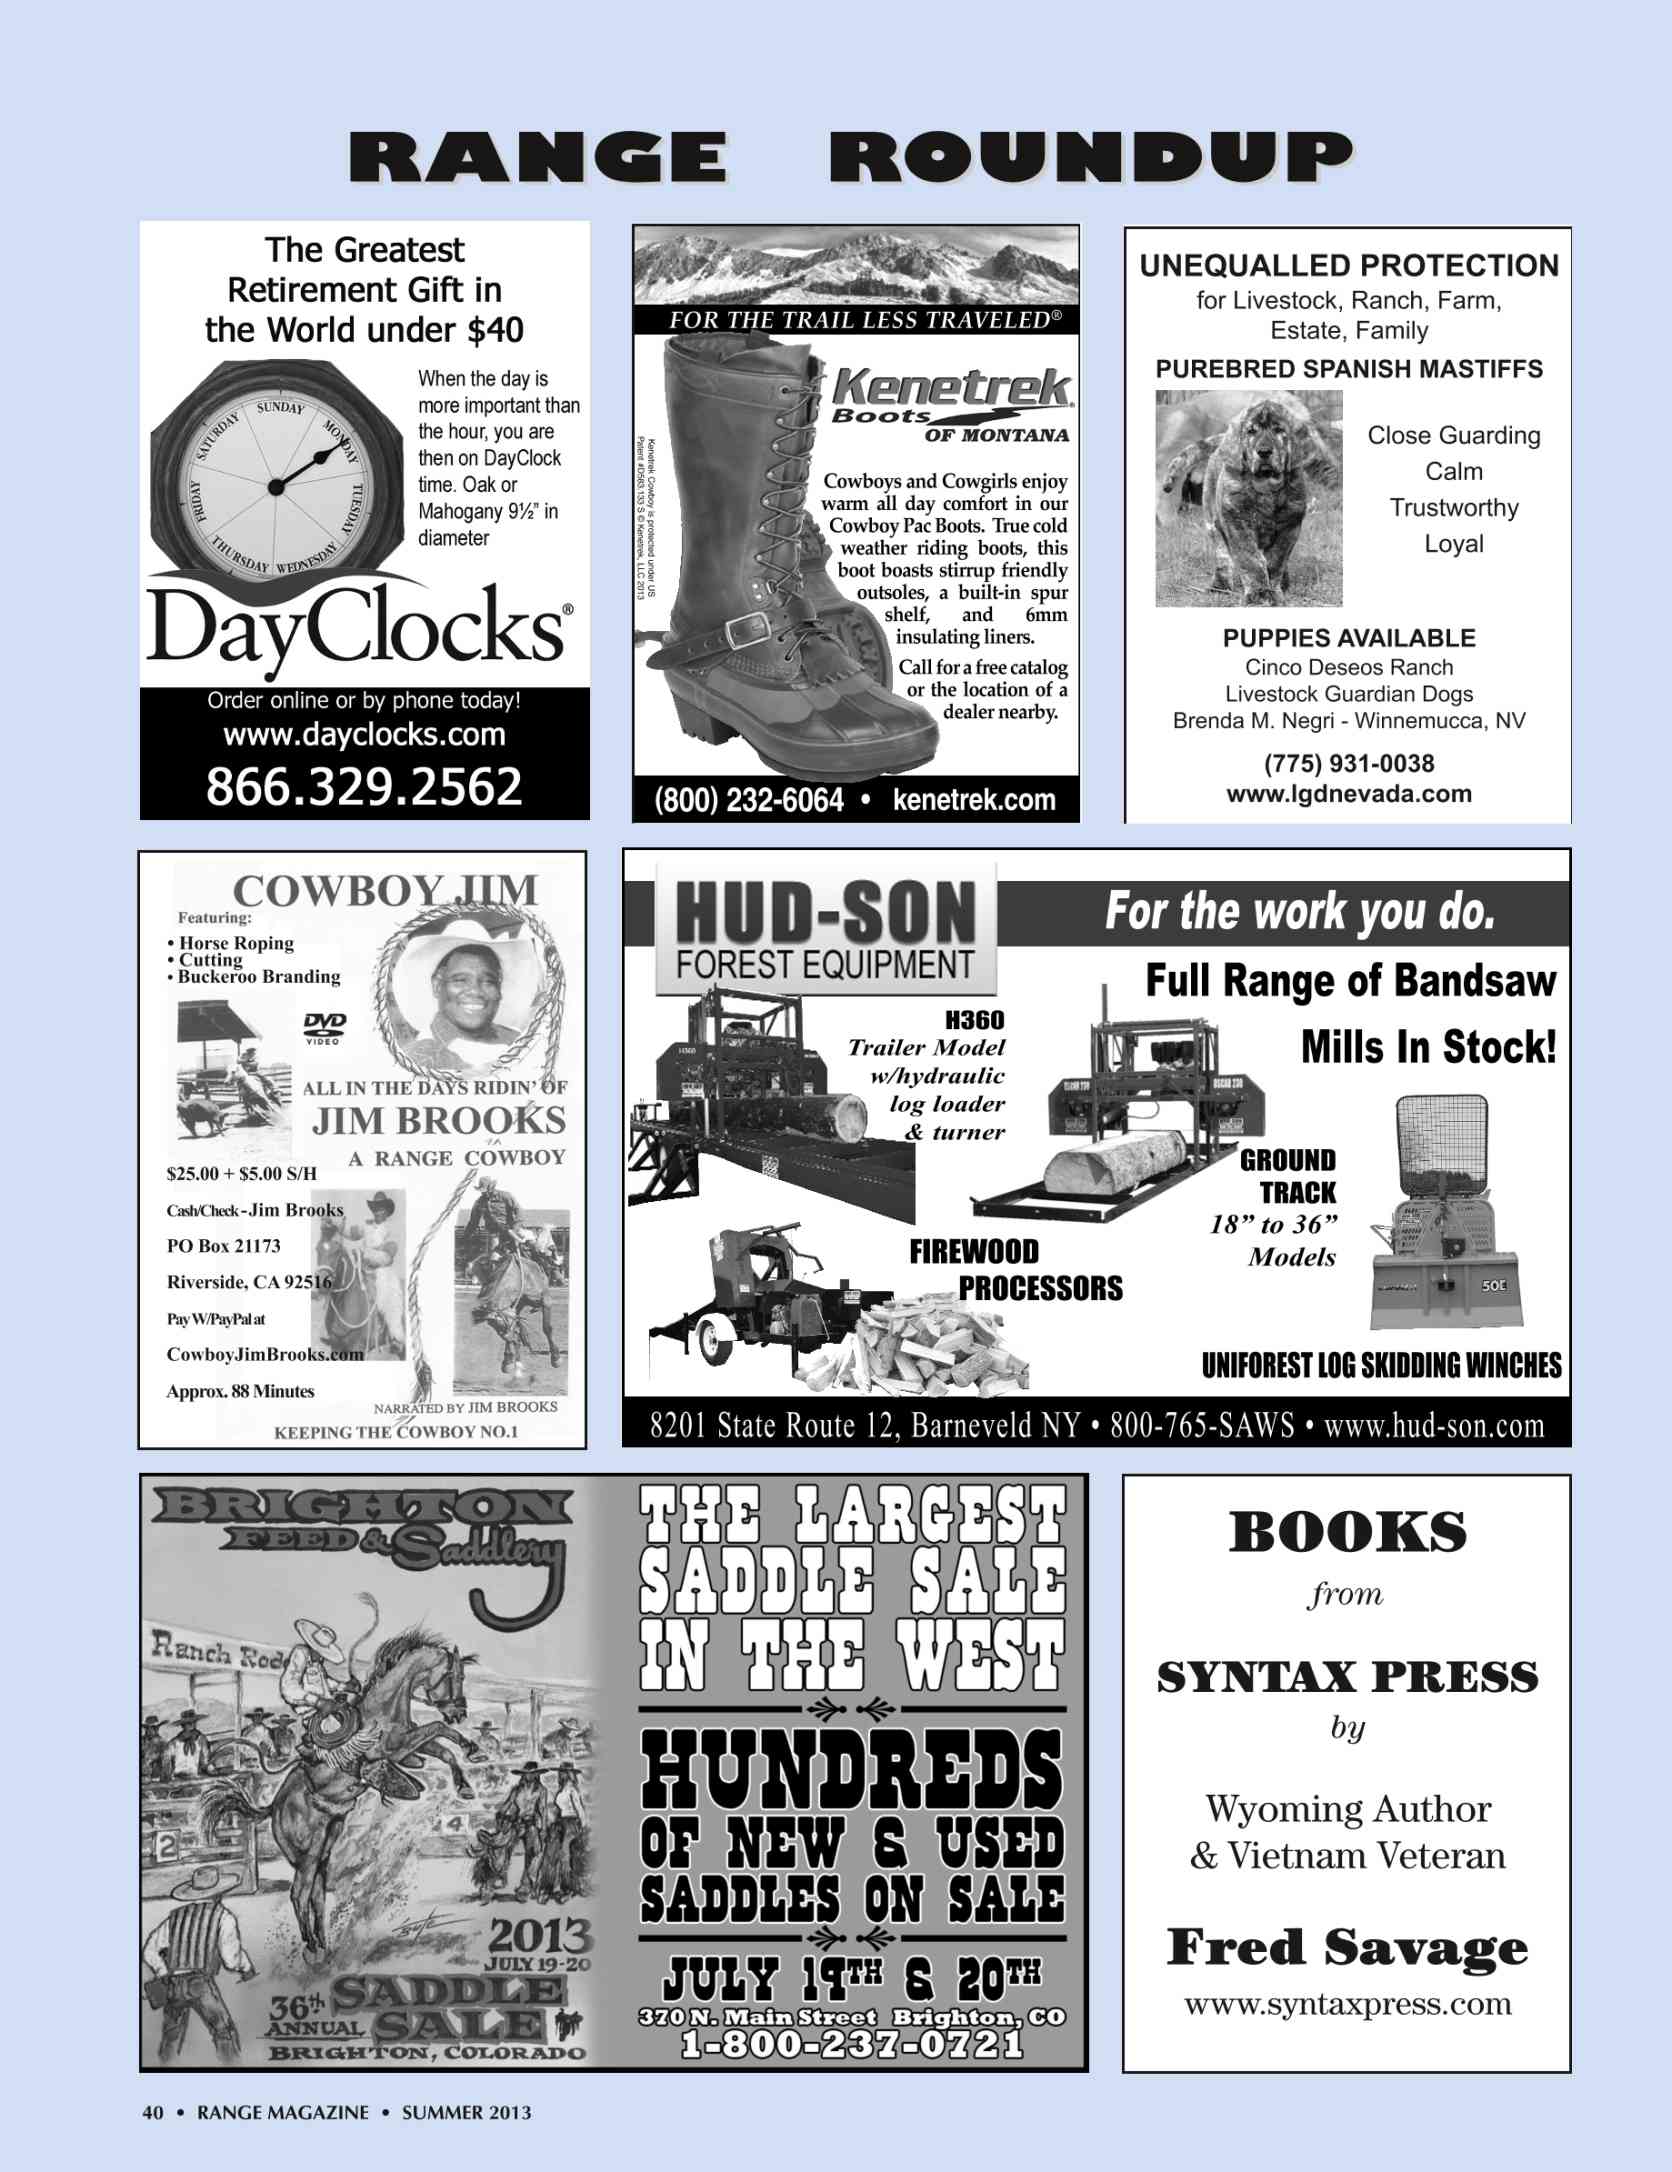 RANGE ROUNDUP
The Greatest
Retirement Gift in
the World under $40
SUNDAY
MONDAY
TUESDAY
WEDNESDAY
THURSDAY
FRIDAY
SATURDAY
When the day is
more important than
the hour, you are
then on DayClock
time. Oak or
Mahogany 9½" in
diameter
DayClocks®
Order online or by phone today!
www.dayclocks.com
866.329.2562
FOR THE TRAIL LESS TRAVELED®
Kenetrek®
Boots
OF MONTANA
Kenetrek Cowboy is protected under US
Patent #D583,133 S © Kenetrek, LLC 2013
Cowboys and Cowgirls enjoy
warm all day comfort in our
Cowboy Pac Boots. True cold
weather riding boots, this
boot boasts stirrup friendly
outsoles, a built-in spur
shelf, and 6mm
insulating liners.
Call for a free catalog
or the location of a
dealer nearby.
(800) 232-6064 • kenetrek.com
UNEQUALLED PROTECTION
for Livestock, Ranch, Farm,
Estate, Family
PUREBRED SPANISH MASTIFFS
Close Guarding
Calm
Trustworthy
Loyal
PUPPIES AVAILABLE
Cinco Deseos Ranch
Livestock Guardian Dogs
Brenda M. Negri - Winnemucca, NV
(775) 931-0038
www.lgdnevada.com
COWBOY JIM
Featuring:
• Horse Roping
• Cutting
• Buckeroo Branding
DVD
VIDEO
ALL IN THE DAYS RIDIN' OF
JIM BROOKS
A RANGE COWBOY
$25.00 + $5.00 S/H
Cash/Check - Jim Brooks
PO Box 21173
Riverside, CA 92516
Pay W/PayPal at
CowboyJimBrooks.com
Approx. 88 Minutes
NARRATED BY JIM BROOKS
KEEPING THE COWBOY NO.1
HUD-SON
FOREST EQUIPMENT
For the work you do.
Full Range of Bandsaw
Mills In Stock!
H360
Trailer Model
w/hydraulic
log loader
& turner
H360
OSCAR 230
OSCAR 230
GROUND
TRACK
18" to 36"
Models
FIREWOOD
PROCESSORS
50E
UNIFOREST LOG SKIDDING WINCHES
8201 State Route 12, Barneveld NY • 800-765-SAWS • www.hud-son.com
BRIGHTON
FEED & Saddlery
Ranch Rode
2
4
2013
JULY 19-20
36th ANNUAL
SADDLE
SALE
BRIGHTON, COLORADO
THE LARGEST
SADDLE SALE
IN THE WEST
HUNDREDS
OF NEW & USED
SADDLES ON SALE
JULY 19TH & 20TH
370 N. Main Street Brighton, CO
1-800-237-0721
BOOKS
from
SYNTAX PRESS
by
Wyoming Author
& Vietnam Veteran
Fred Savage
www.syntaxpress.com
40 • RANGE MAGAZINE • SUMMER 2013